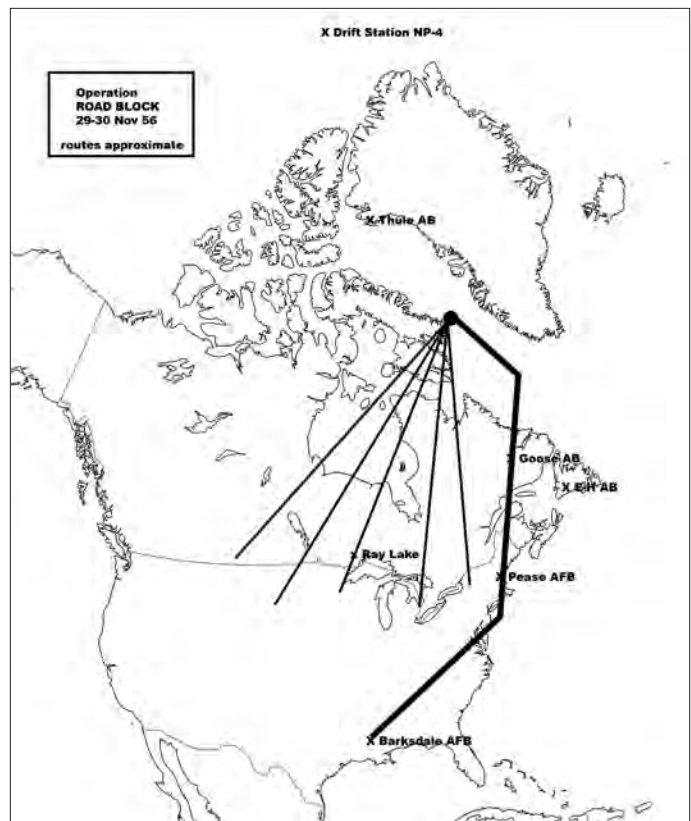 X Drift Station NP-4
Operation
ROAD BLOCK
29-30 Nov 56
routes approximate
X Thule AB
Goose AB
X E H AB
X Ray Lake
X Pease AFB
X Barksdale AFB